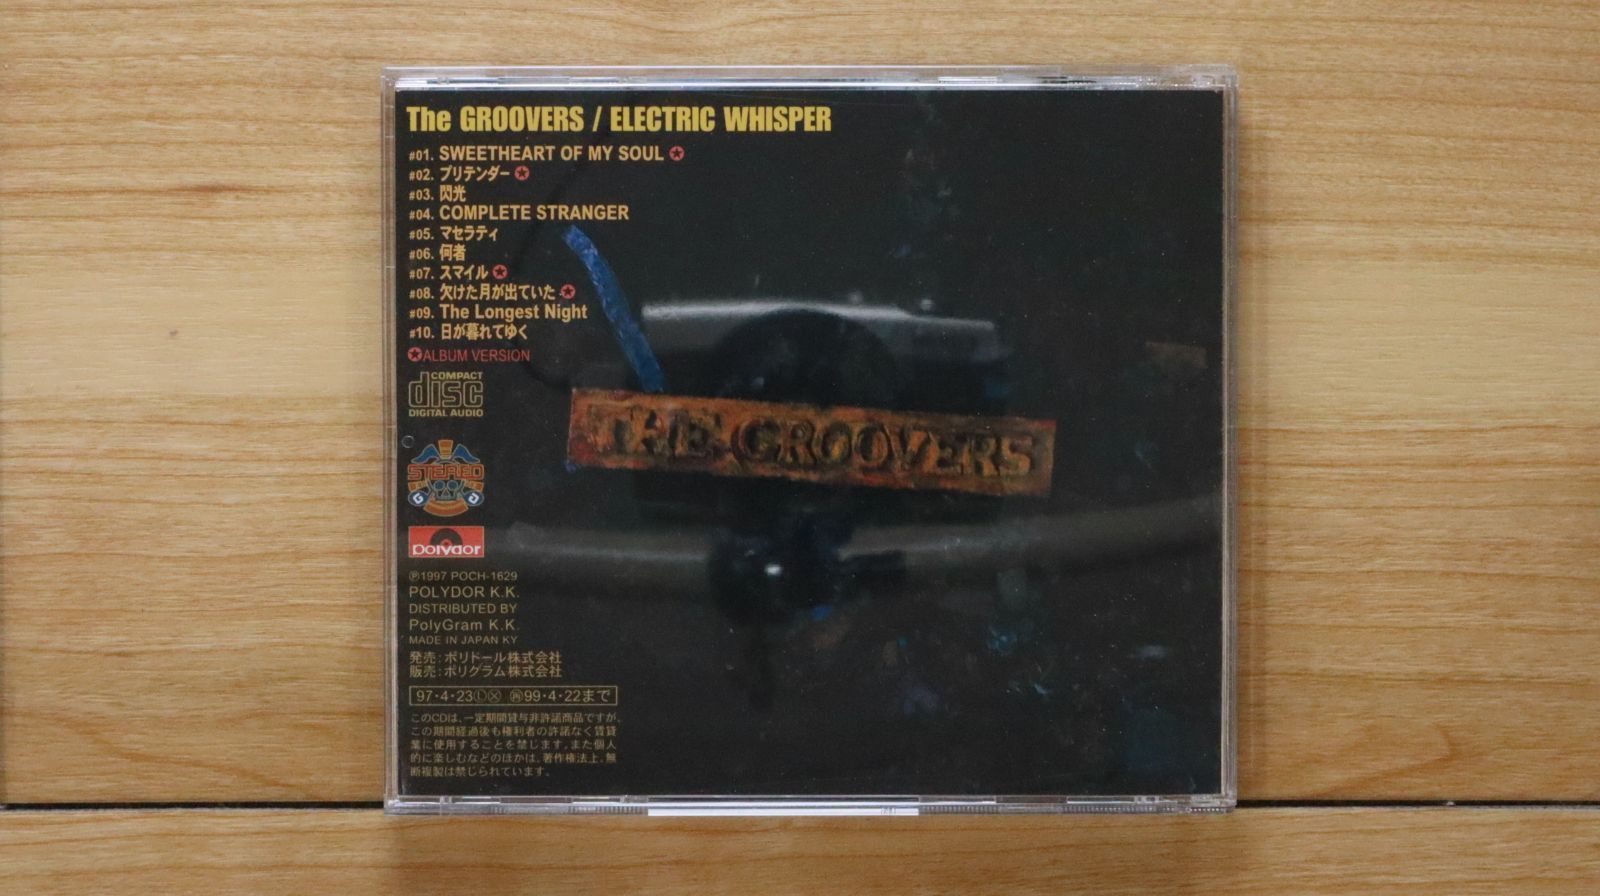 The GROOVERS / ELECTRIC WHISPER
#01. SWEETHEART OF MY SOUL ✪
#02. プリテンダー ✪
#03. 閃光
#04. COMPLETE STRANGER
#05. マセラティ
#06. 何者
#07. スマイル ✪
#08. 欠けた月が出ていた ✪
#09. The Longest Night
#10. 日が暮れてゆく
✪ALBUM VERSION
COMPACT
disc
DIGITAL AUDIO
THE GROOVERS
STEREO
polydor
℗1997 POCH-1629
POLYDOR K.K.
DISTRIBUTED BY
PolyGram K.K.
MADE IN JAPAN KY
発売:ポリドール株式会社
販売:ポリグラム株式会社
97・4・23Ⓛⓧ ㊢99・4・22まで
このCDは、一定期間貸与非許諾商品ですが、
この期間経過後も権利者の許諾なく賃貸
業に使用することを禁じます。また個人
的に楽しむなどのほかは、著作権法上、無
断複製は禁じられています。